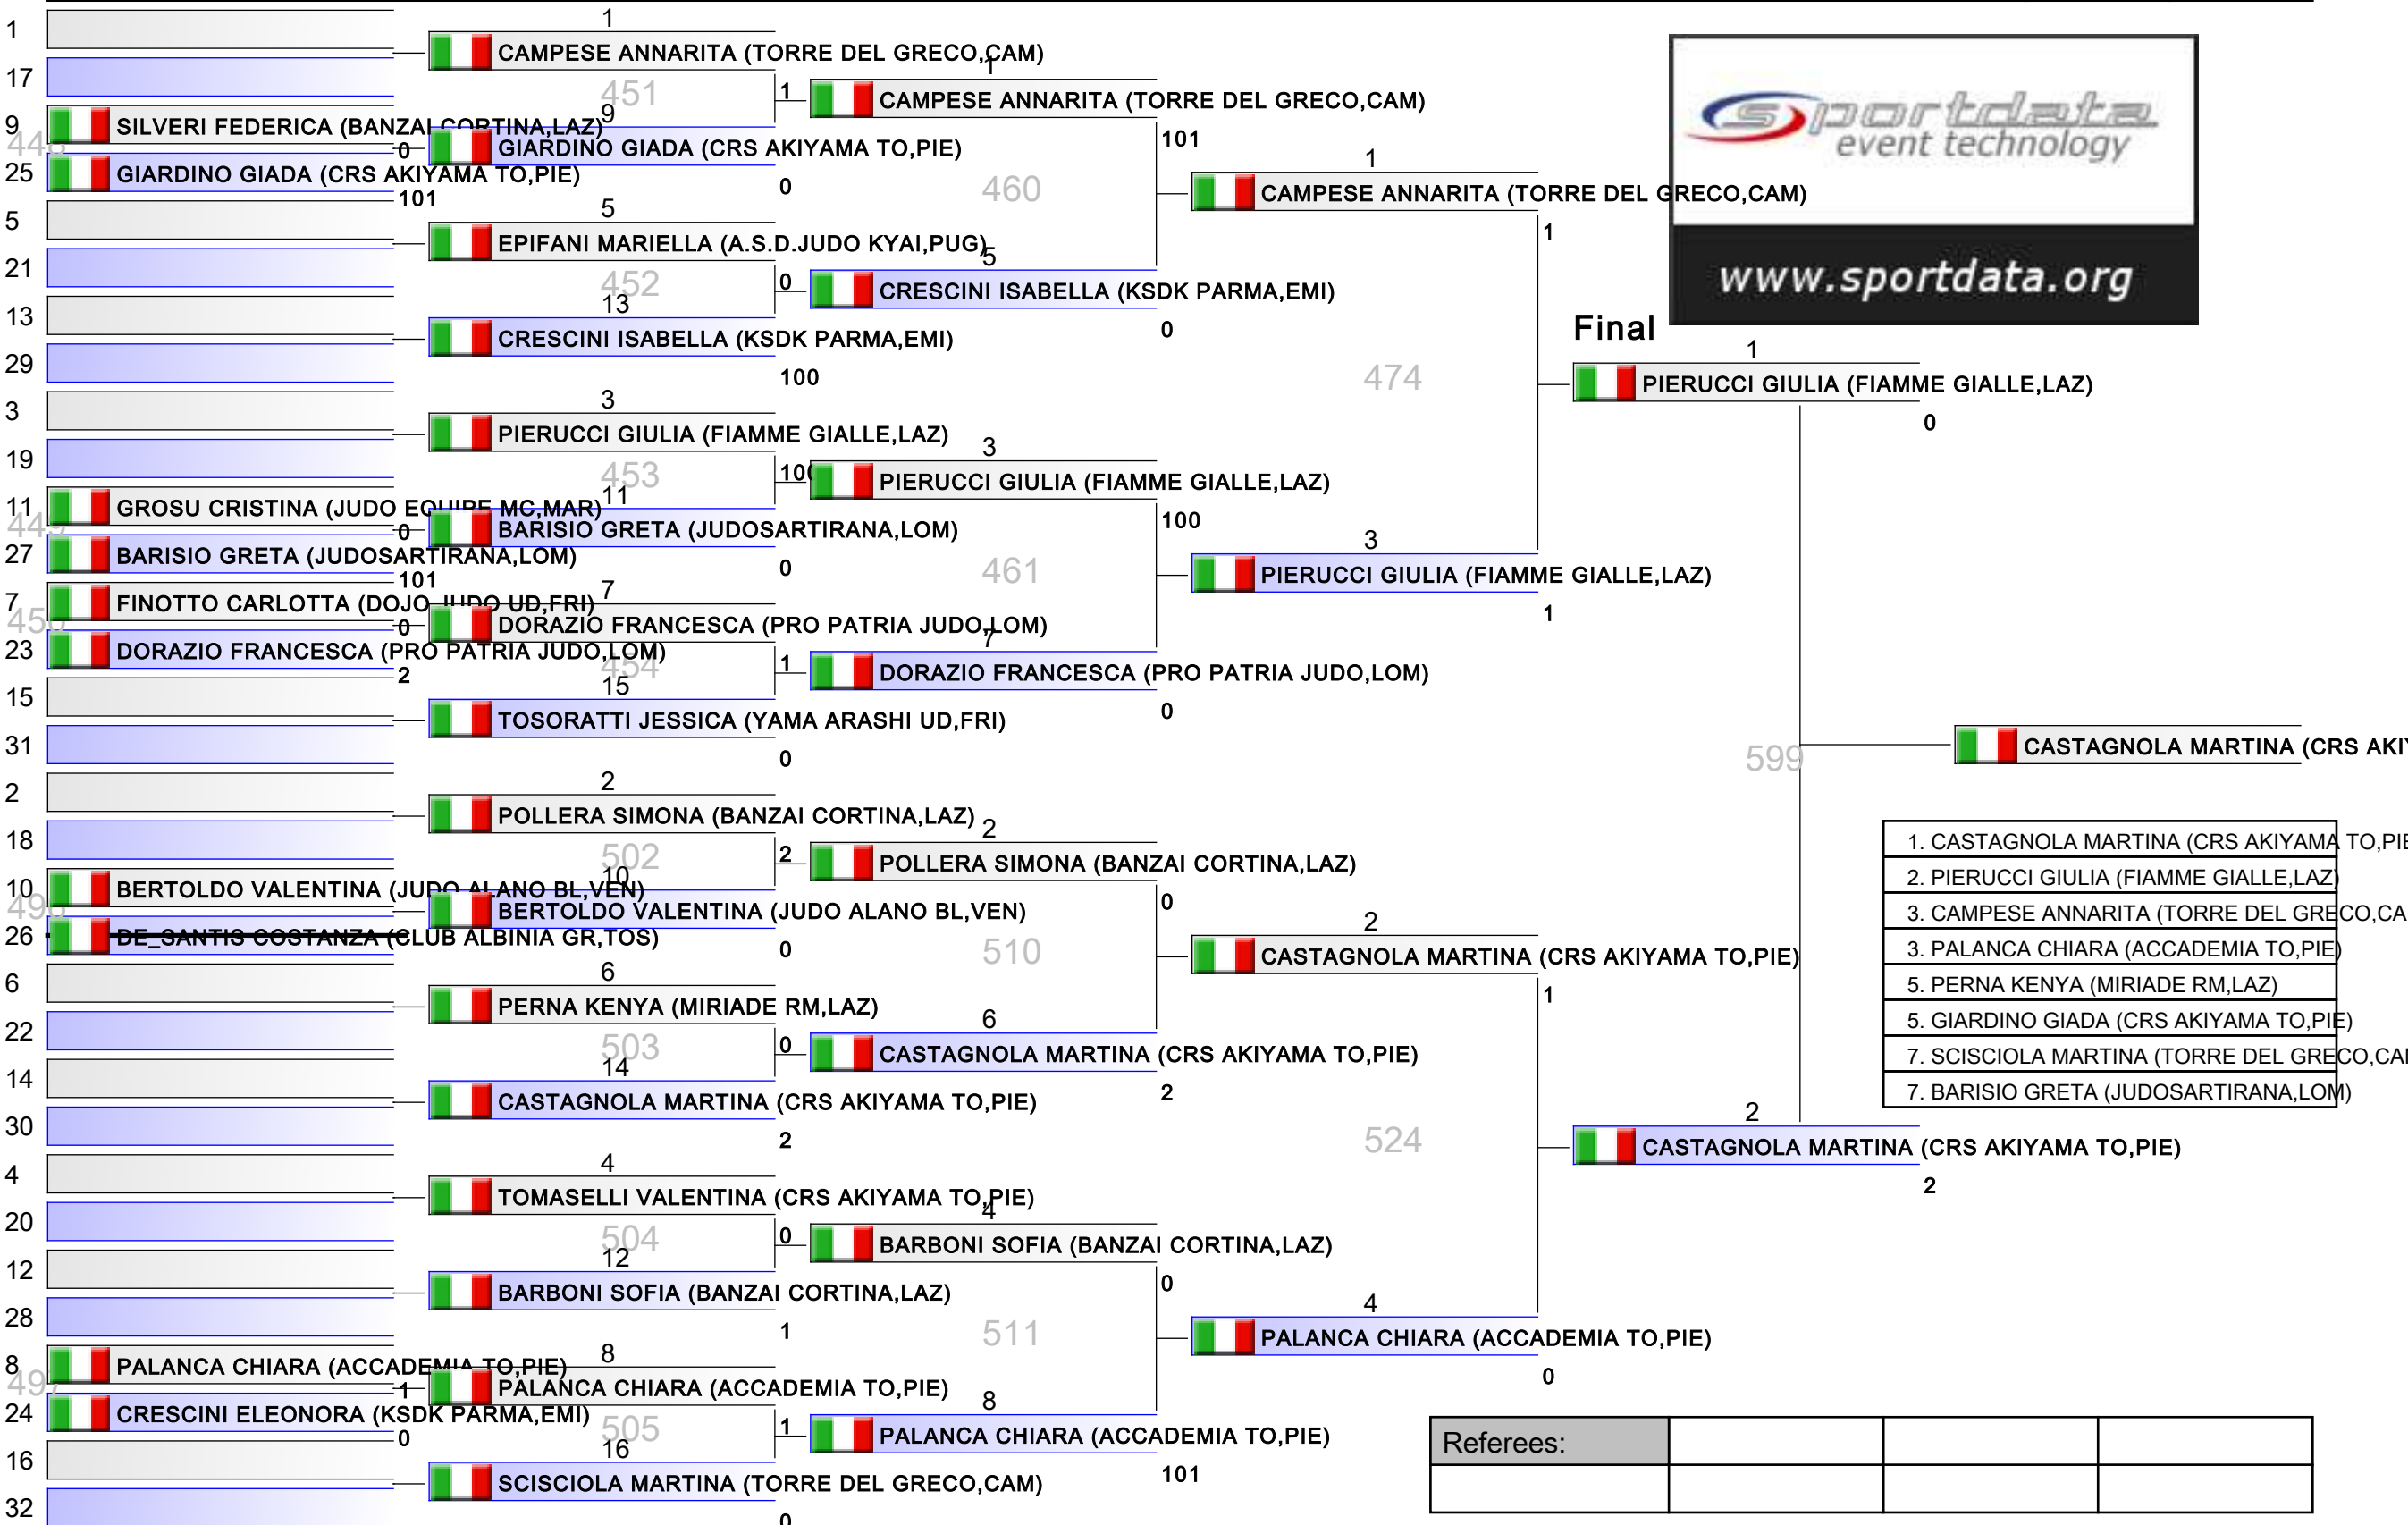 1
17
9 SILVERI FEDERICA (BANZAI CORTINA,LAZ)
0
25 GIARDINO GIADA (CRS AKIYAMA TO,PIE)
101
5
21
13
29
3
19
11 GROSU CRISTINA (JUDO EQUIPE MC,MAR)
0
449
27 BARISIO GRETA (JUDOSARTIRANA,LOM)
101
7 FINOTTO CARLOTTA (DOJO JUDO UD,FRI)
0
23 DORAZIO FRANCESCA (PRO PATRIA JUDO,LOM)
2
15
31
2
18
10 BERTOLDO VALENTINA (JUDO ALANO BL,VEN)
26 DE_SANTIS COSTANZA (CLUB ALBINIA GR,TOS)
6
22
14
30
4
20
12
28
8 PALANCA CHIARA (ACCADEMIA TO,PIE)
1
24 CRESCINI ELEONORA (KSDK PARMA,EMI)
0
16
32
1
CAMPESE ANNARITA (TORRE DEL GRECO,CAM)
1
451
9
GIARDINO GIADA (CRS AKIYAMA TO,PIE)
0
5
EPIFANI MARIELLA (A.S.D.JUDO KYAI,PUG)
0
452
13
CRESCINI ISABELLA (KSDK PARMA,EMI)
100
3
PIERUCCI GIULIA (FIAMME GIALLE,LAZ)
100
453
11
BARISIO GRETA (JUDOSARTIRANA,LOM)
0
7
DORAZIO FRANCESCA (PRO PATRIA JUDO,LOM)
1
454
15
TOSORATTI JESSICA (YAMA ARASHI UD,FRI)
0
2
POLLERA SIMONA (BANZAI CORTINA,LAZ)
2
502
10
BERTOLDO VALENTINA (JUDO ALANO BL,VEN)
0
6
PERNA KENYA (MIRIADE RM,LAZ)
0
503
14
CASTAGNOLA MARTINA (CRS AKIYAMA TO,PIE)
2
4
TOMASELLI VALENTINA (CRS AKIYAMA TO,PIE)
0
504
12
BARBONI SOFIA (BANZAI CORTINA,LAZ)
1
8
PALANCA CHIARA (ACCADEMIA TO,PIE)
1
505
16
SCISCIOLA MARTINA (TORRE DEL GRECO,CAM)
0
1
CAMPESE ANNARITA (TORRE DEL GRECO,CAM)
101
460
5
CRESCINI ISABELLA (KSDK PARMA,EMI)
0
3
PIERUCCI GIULIA (FIAMME GIALLE,LAZ)
100
461
7
DORAZIO FRANCESCA (PRO PATRIA JUDO,LOM)
0
2
POLLERA SIMONA (BANZAI CORTINA,LAZ)
0
510
6
CASTAGNOLA MARTINA (CRS AKIYAMA TO,PIE)
2
4
BARBONI SOFIA (BANZAI CORTINA,LAZ)
0
511
8
PALANCA CHIARA (ACCADEMIA TO,PIE)
101
1
CAMPESE ANNARITA (TORRE DEL GRECO,CAM)
1
474
3
PIERUCCI GIULIA (FIAMME GIALLE,LAZ)
1
2
CASTAGNOLA MARTINA (CRS AKIYAMA TO,PIE)
1
524
4
PALANCA CHIARA (ACCADEMIA TO,PIE)
0
sportdata
event technology
www.sportdata.org
Final
1
PIERUCCI GIULIA (FIAMME GIALLE,LAZ)
0
599
2
CASTAGNOLA MARTINA (CRS AKIYAMA TO,PIE)
2
CASTAGNOLA MARTINA (CRS
1. CASTAGNOLA MARTINA (CRS AKIYAMA TO,PIE
2. PIERUCCI GIULIA (FIAMME GIALLE,LAZ)
3. CAMPESE ANNARITA (TORRE DEL GRECO,CA
3. PALANCA CHIARA (ACCADEMIA TO,PIE)
5. PERNA KENYA (MIRIADE RM,LAZ)
5. GIARDINO GIADA (CRS AKIYAMA TO,PIE)
7. SCISCIOLA MARTINA (TORRE DEL GRECO,CA
7. BARISIO GRETA (JUDOSARTIRANA,LOM)
Referees: